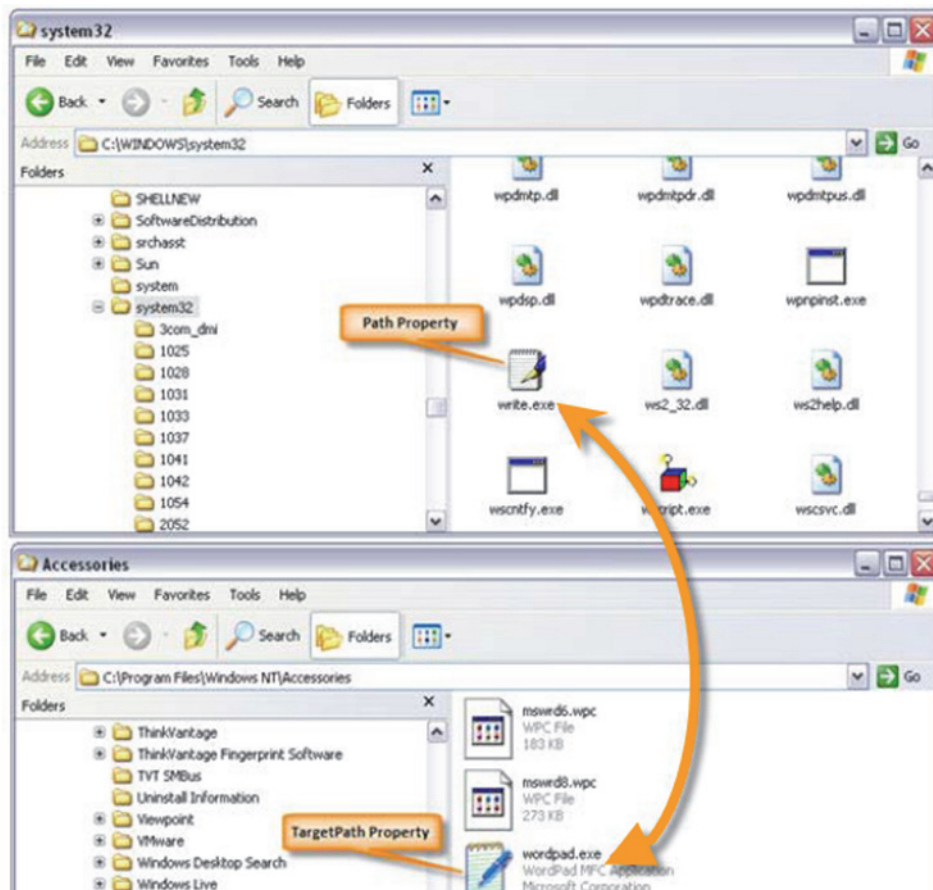 system32
File Edit View Favorites Tools Help
Back Search Folders
Address C:\WINDOWS\system32 Go
Folders x
SHELLNEW
SoftwareDistribution
srchasst
Sun
system
system32
3com_dmi
1025
1028
1031
1033
1037
1041
1042
1054
2052
wpdmtp.dll wpdmtpdr.dll wpdmtpus.dll
wpdsp.dll wpdtrace.dll wpnpinst.exe
Path Property
write.exe ws2_32.dll ws2help.dll
wscntfy.exe wscript.exe wscsvc.dll
Accessories
File Edit View Favorites Tools Help
Back Search Folders
Address C:\Program Files\Windows NT\Accessories Go
Folders x
ThinkVantage
ThinkVantage Fingerprint Software
TVT SMBus
Uninstall Information
Viewpoint
VMware
Windows Desktop Search
Windows Live
mswrd6.wpc
WPC File
183 KB
mswrd8.wpc
WPC File
273 KB
TargetPath Property
wordpad.exe
WordPad MFC Application
Microsoft Corporation